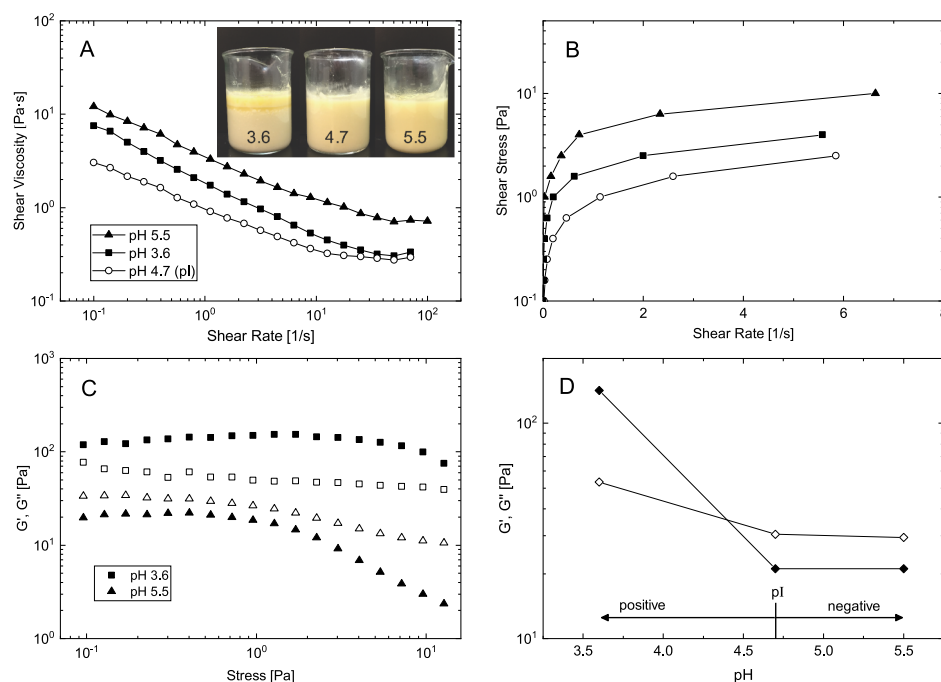 A
3.6
4.7
5.5
Shear Viscosity [Pa·s]
10²
10¹
10⁰
10⁻¹
pH 5.5
pH 3.6
pH 4.7 (pI)
10⁻¹
10⁰
10¹
10²
Shear Rate [1/s]
B
Shear Stress [Pa]
10¹
10⁰
10⁻¹
0
2
4
6
8
Shear Rate [1/s]
C
G', G'' [Pa]
10³
10²
10¹
10⁰
pH 3.6
pH 5.5
10⁻¹
10⁰
10¹
Stress [Pa]
D
G', G'' [Pa]
10²
10¹
pI
positive
negative
3.5
4.0
4.5
5.0
5.5
pH